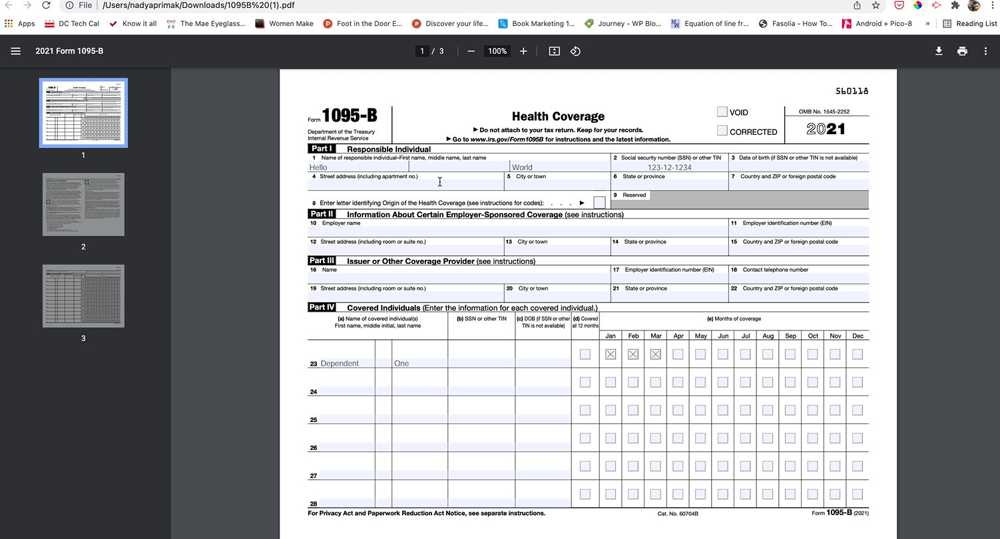 File | /Users/nadyaprimak/Downloads/1095B%20(1).pdf
Apps DC Tech Cal Know it all The Mae Eyeglass... Women Make Foot in the Door E... Discover your life... Book Marketing 1... Journey - WP Blo... Equation of line fr... Fasolia - How To... Android + Pico-8 » Reading List
2021 Form 1095-B 1 / 3 — 100% +
1
2
3
560118
Form 1095-B
Department of the Treasury
Internal Revenue Service
Health Coverage
▶ Do not attach to your tax return. Keep for your records.
▶ Go to www.irs.gov/Form1095B for instructions and the latest information.
VOID
CORRECTED
OMB No. 1545-2252
2021
Part I Responsible Individual
1 Name of responsible individual–First name, middle name, last name 2 Social security number (SSN) or other TIN 3 Date of birth (if SSN or other TIN is not available)
Hello World 123-12-1234
4 Street address (including apartment no.) 5 City or town 6 State or province 7 Country and ZIP or foreign postal code
8 Enter letter identifying Origin of the Health Coverage (see instructions for codes): . . . ▶ 9 Reserved
Part II Information About Certain Employer-Sponsored Coverage (see instructions)
10 Employer name 11 Employer identification number (EIN)
12 Street address (including room or suite no.) 13 City or town 14 State or province 15 Country and ZIP or foreign postal code
Part III Issuer or Other Coverage Provider (see instructions)
16 Name 17 Employer identification number (EIN) 18 Contact telephone number
19 Street address (including room or suite no.) 20 City or town 21 State or province 22 Country and ZIP or foreign postal code
Part IV Covered Individuals (Enter the information for each covered individual.)
(a) Name of covered individual(s)
First name, middle initial, last name
(b) SSN or other TIN
(c) DOB (if SSN or other
TIN is not available)
(d) Covered
all 12 months
(e) Months of coverage
Jan Feb Mar Apr May Jun Jul Aug Sep Oct Nov Dec
23 Dependent One
24
25
26
27
28
For Privacy Act and Paperwork Reduction Act Notice, see separate instructions. Cat. No. 60704B Form 1095-B (2021)